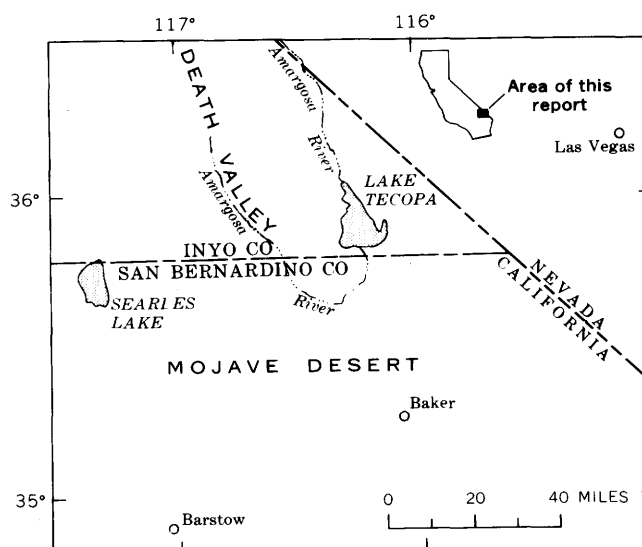 117°
116°
DEATH VALLEY
Amargosa
River
Area of this
report
Las Vegas
36°
Amargosa
LAKE
TECOPA
INYO CO
SAN BERNARDINO CO
NEVADA
CALIFORNIA
SEARLES
LAKE
River
MOJAVE DESERT
Baker
35°
Barstow
0 20 40 MILES